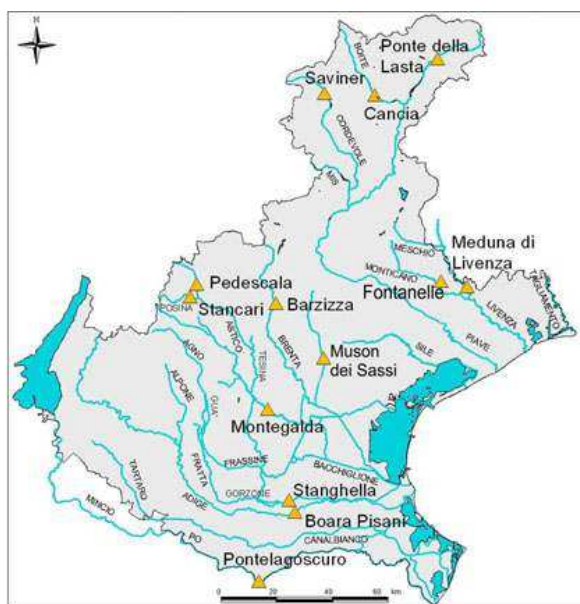 N
Ponte della
Lasta
BOITE
Saviner
Cancia
CORDEVOLE
MIS
MESCHIO
Meduna di
Livenza
MONTICANO
Fontanelle
LIVENZA
TAGLIAMENTO
PIAVE
Pedescala
POSINA
Stancari
Barzizza
ASTICO
TESINA
BRENTA
AGNO
Muson
dei Sassi
SILE
ALPONE
GUA'
Montegalda
FRASSINE
BACCHIGLIONE
FRATTA
TARTARO
GORZONE
Stanghella
ADIGE
Boara Pisani
MINCIO
PO
CANALBIANCO
Pontelagoscuro
0 20 40 60 km